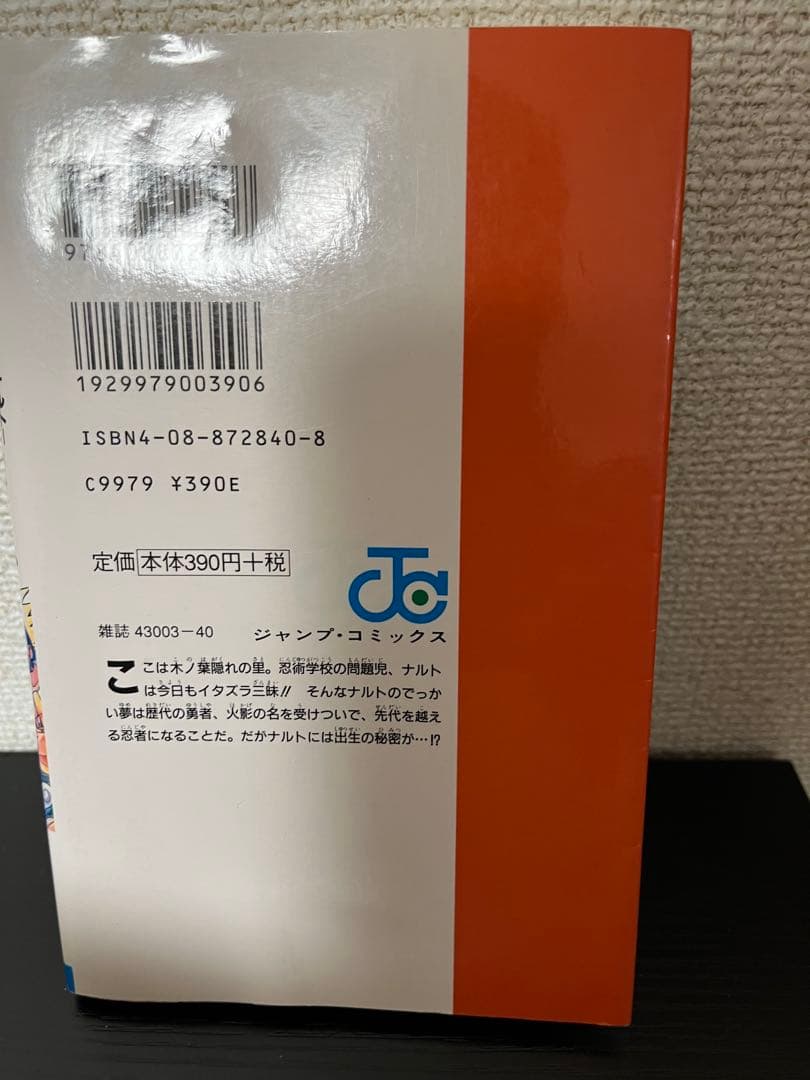 1929979003906
ISBN4-08-872840-8
C9979 ¥390E
定価 本体390円+税
JC
雑誌 43003-40
ジャンプ・コミックス
ここは木ノ葉隠れの里。忍術学校の問題児、ナルト
は今日もイタズラ三昧!! そんなナルトのでっか
い夢は歴代の勇者、火影の名を受けついで、先代を越え
る忍者になることだ。だがナルトには出生の秘密が…!?